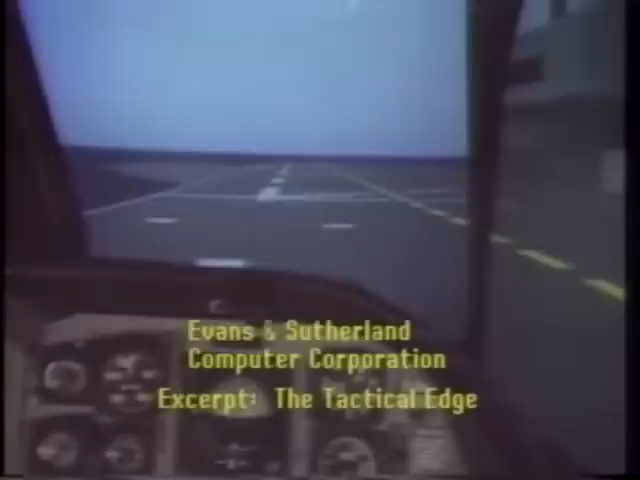 Evans & Sutherland
Computer Corporation
Excerpt: The Tactical Edge